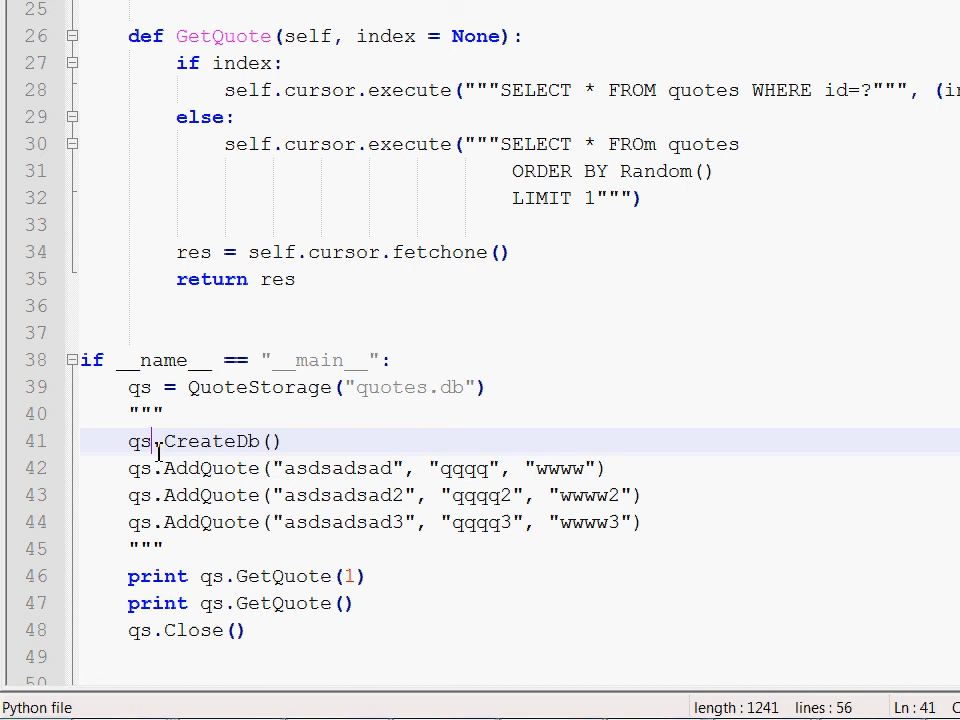 25
26 def GetQuote(self, index = None):
27 if index:
28 self.cursor.execute("""SELECT * FROM quotes WHERE id=?""", (in
29 else:
30 self.cursor.execute("""SELECT * FROm quotes
31 ORDER BY Random()
32 LIMIT 1""")
33
34 res = self.cursor.fetchone()
35 return res
36
37
38 if __name__ == "__main__":
39 qs = QuoteStorage("quotes.db")
40 """
41 qs.CreateDb()
42 qs.AddQuote("asdsadsad", "qqqq", "wwww")
43 qs.AddQuote("asdsadsad2", "qqqq2", "wwww2")
44 qs.AddQuote("asdsadsad3", "qqqq3", "wwww3")
45 """
46 print qs.GetQuote(1)
47 print qs.GetQuote()
48 qs.Close()
49
50
Python file length : 1241 lines : 56 Ln : 41 C